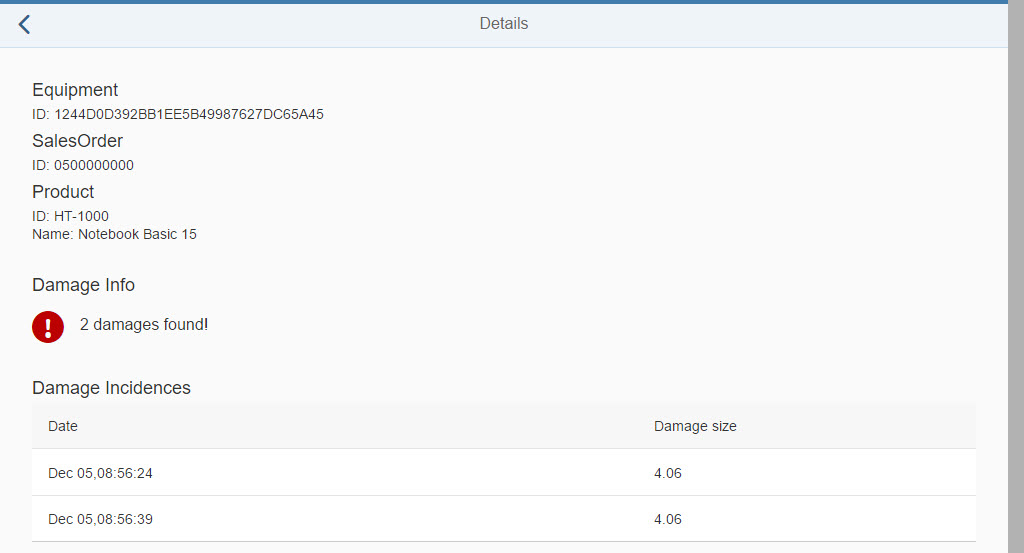 Details
Equipment
ID: 1244D0D392BB1EE5B49987627DC65A45
SalesOrder
ID: 0500000000
Product
ID: HT-1000
Name: Notebook Basic 15
Damage Info
2 damages found!
Damage Incidences
Date Damage size
Dec 05,08:56:24 4.06
Dec 05,08:56:39 4.06